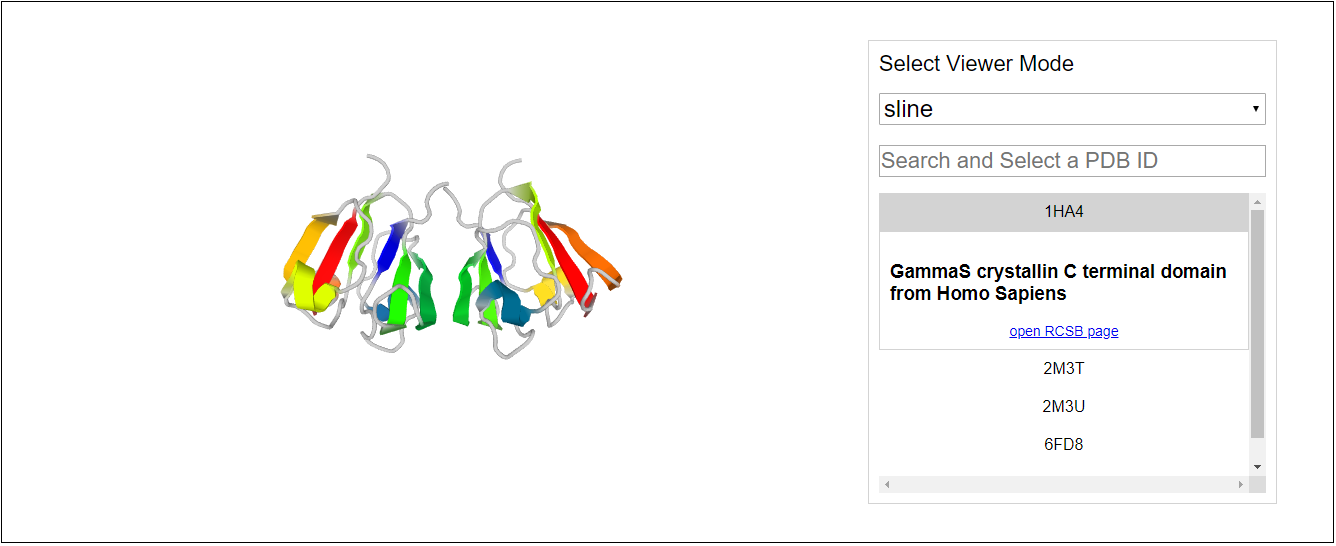 Select Viewer Mode
sline
Search and Select a PDB ID
1HA4
GammaS crystallin C terminal domain
from Homo Sapiens
open RCSB page
2M3T
2M3U
6FD8